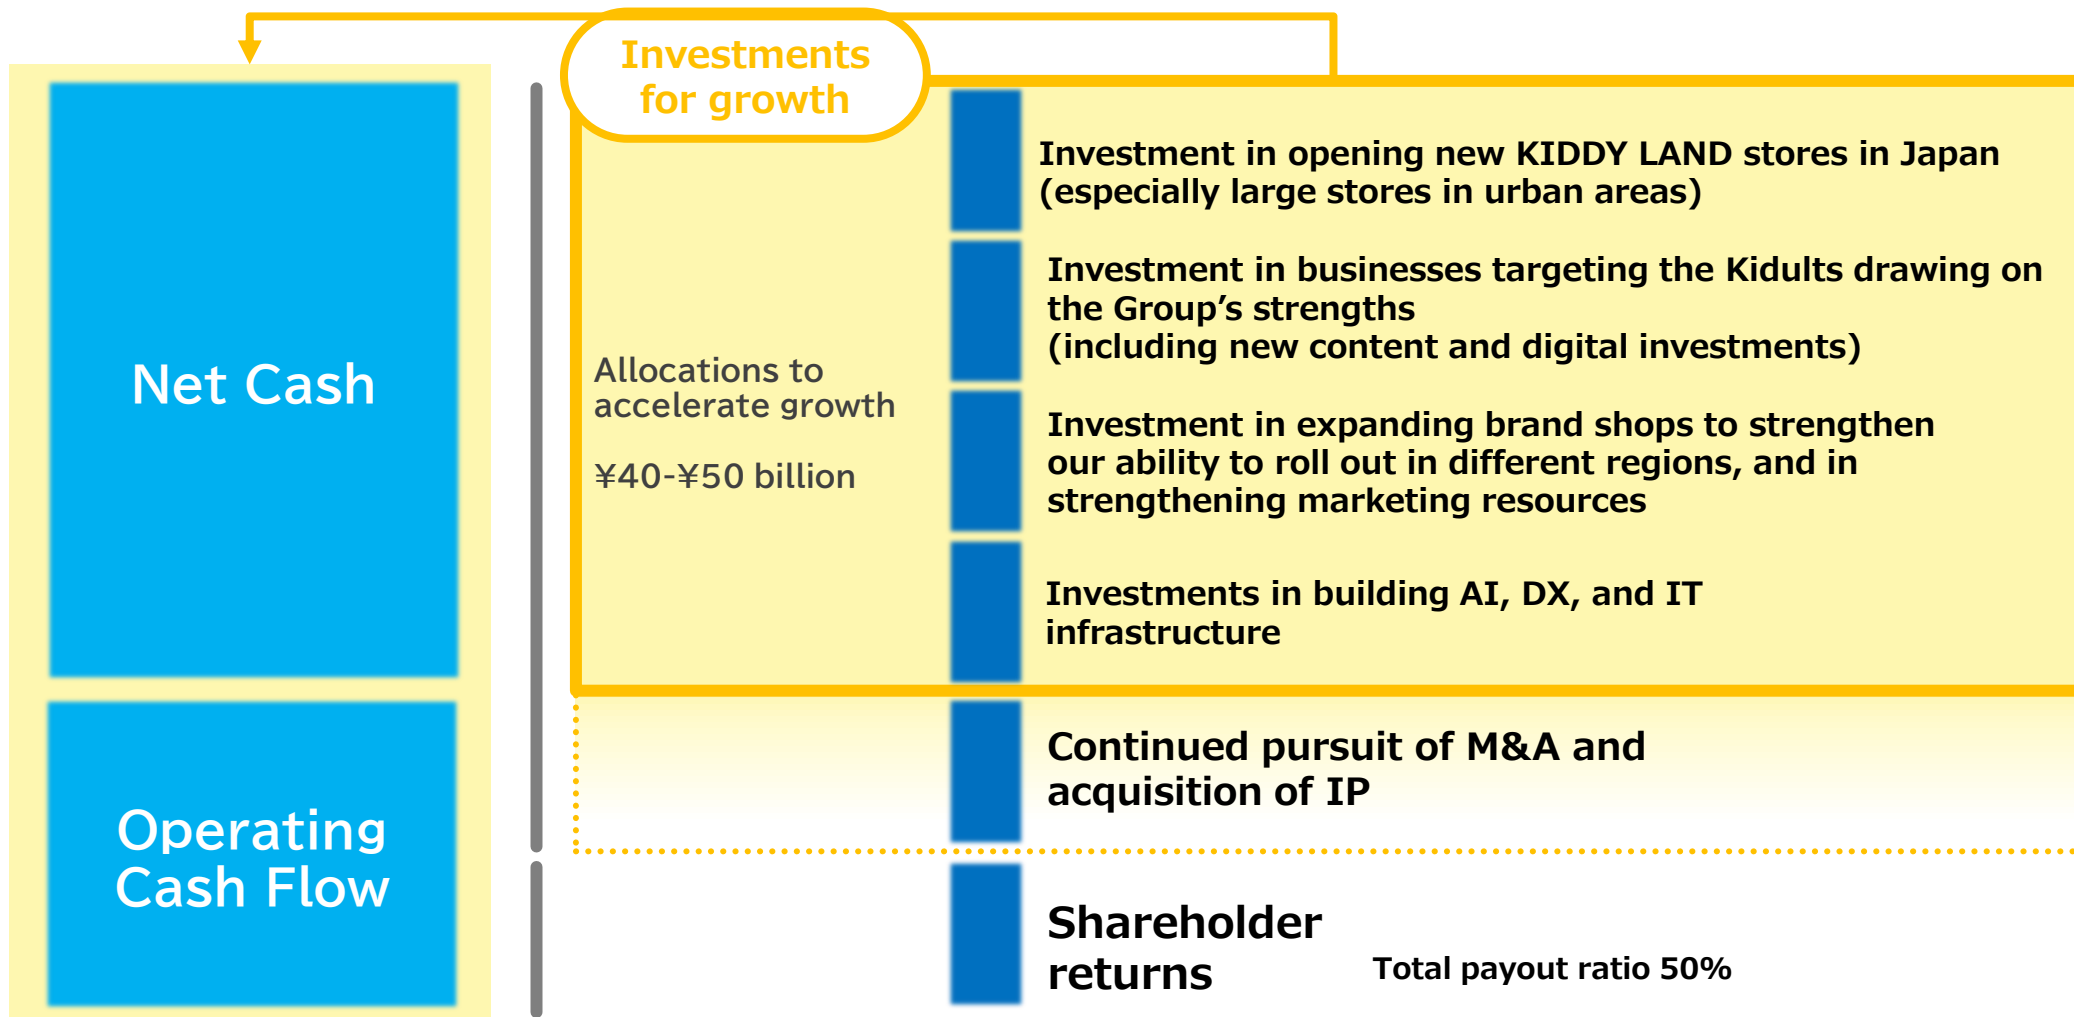 Investments
for growth
Net Cash
Operating
Cash Flow
Allocations to
accelerate growth
¥40-¥50 billion
Investment in opening new KIDDY LAND stores in Japan
(especially large stores in urban areas)
Investment in businesses targeting the Kidults drawing on
the Group’s strengths
(including new content and digital investments)
Investment in expanding brand shops to strengthen
our ability to roll out in different regions, and in
strengthening marketing resources
Investments in building AI, DX, and IT
infrastructure
Continued pursuit of M&A and
acquisition of IP
Shareholder
returns
Total payout ratio 50%